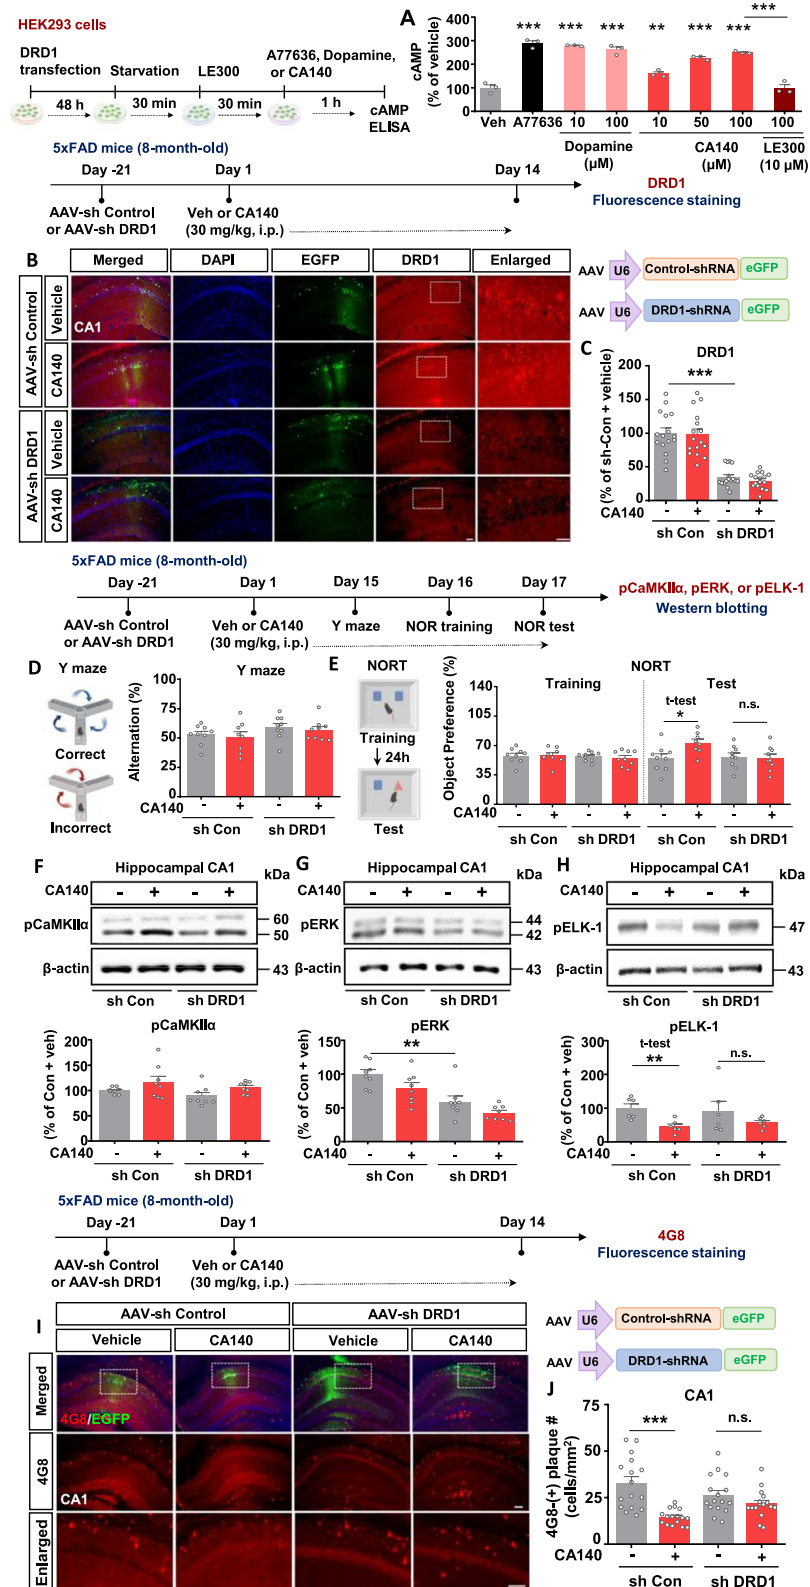 HEK293 cells
DRD1
transfection
Starvation
LE300
A77636, Dopamine,
or CA140
48 h
30 min
30 min
1 h
cAMP
ELISA
A
cAMP
(% of vehicle)
400
300
200
100
0
***
***
***
**
***
***
***
Veh
A77636
10
100
10
50
100
100
Dopamine
(μM)
CA140
(μM)
LE300
(10 μM)
5xFAD mice (8-month-old)
Day -21
Day 1
Day 14
AAV-sh Control
or AAV-sh DRD1
Veh or CA140
(30 mg/kg, i.p.)
DRD1
Fluorescence staining
B
Merged
DAPI
EGFP
DRD1
Enlarged
AAV-sh Control
Vehicle
CA140
AAV-sh DRD1
Vehicle
CA140
CA1
AAV
U6
Control-shRNA
eGFP
AAV
U6
DRD1-shRNA
eGFP
C
DRD1
(% of sh-Con + vehicle)
200
150
100
50
0
***
CA140
-
+
-
+
sh Con
sh DRD1
5xFAD mice (8-month-old)
Day -21
Day 1
Day 15
Day 16
Day 17
AAV-sh Control
or AAV-sh DRD1
Veh or CA140
(30 mg/kg, i.p.)
Y maze
NOR training
NOR test
pCaMKIIα, pERK, or pELK-1
Western blotting
D
Y maze
Correct
Incorrect
Y maze
Alternation (%)
100
75
50
25
0
CA140
-
+
-
+
sh Con
sh DRD1
E
NORT
Training
24h
Test
NORT
Training
Test
Object Preference (%)
140
105
70
35
0
t-test
*
n.s.
CA140
-
+
-
+
-
+
-
+
sh Con
sh DRD1
sh Con
sh DRD1
F
Hippocampal CA1
kDa
CA140
-
+
-
+
pCaMKIIα
60
50
β-actin
43
sh Con
sh DRD1
pCaMKIIα
(% of Con + veh)
200
150
100
50
0
CA140
-
+
-
+
sh Con
sh DRD1
G
Hippocampal CA1
kDa
CA140
-
+
-
+
pERK
44
42
β-actin
43
sh Con
sh DRD1
pERK
(% of Con + veh)
150
100
50
0
**
CA140
-
+
-
+
sh Con
sh DRD1
H
Hippocampal CA1
kDa
CA140
-
+
-
+
pELK-1
47
β-actin
43
sh Con
sh DRD1
pELK-1
(% of Con + veh)
300
200
100
0
t-test
**
n.s.
CA140
-
+
-
+
sh Con
sh DRD1
5xFAD mice (8-month-old)
Day -21
Day 1
Day 14
AAV-sh Control
or AAV-sh DRD1
Veh or CA140
(30 mg/kg, i.p.)
4G8
Fluorescence staining
I
AAV-sh Control
AAV-sh DRD1
Vehicle
CA140
Vehicle
CA140
Merged
4G8/EGFP
4G8
CA1
Enlarged
AAV
U6
Control-shRNA
eGFP
AAV
U6
DRD1-shRNA
eGFP
J
CA1
4G8-(+) plaque #
(cells/mm²)
75
50
25
0
***
n.s.
CA140
-
+
-
+
sh Con
sh DRD1